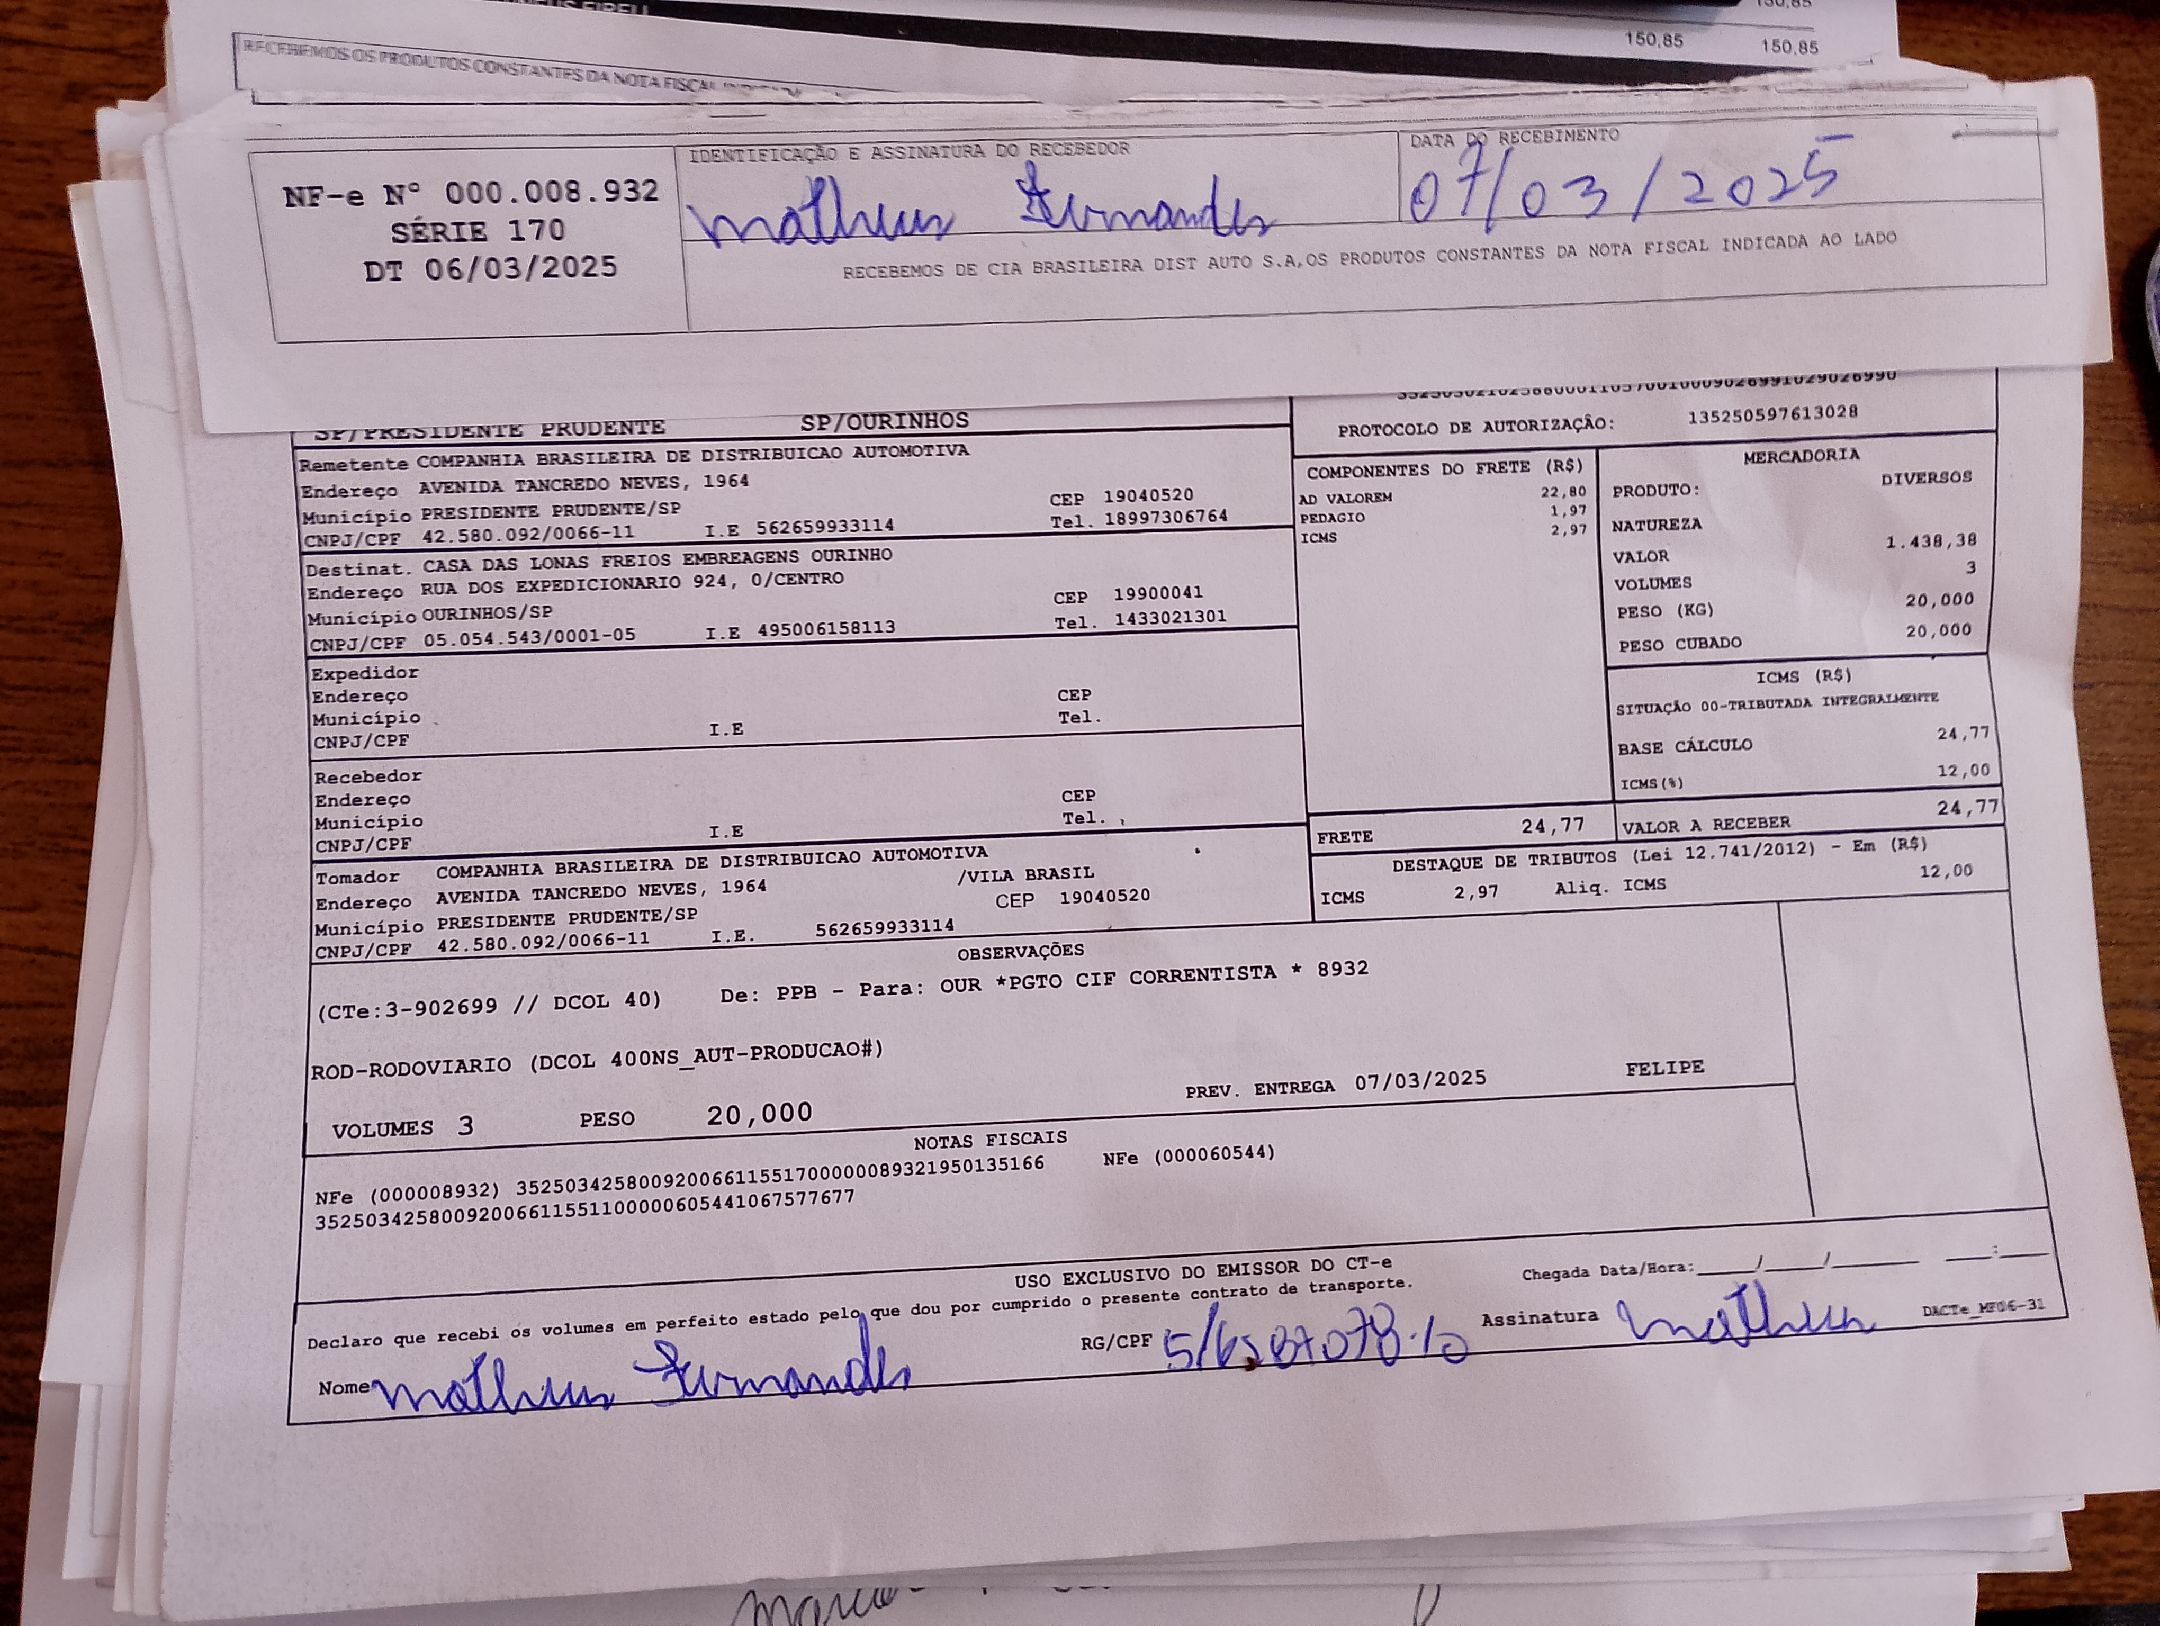 150,85
150,85 150,85
RECEBEMOS OS PRODUTOS CONSTANTES DA NOTA FISCAL
IDENTIFICAÇÃO E ASSINATURA DO RECEBEDOR
DATA DO RECEBIMENTO
NF-e N° 000.008.932
SÉRIE 170
DT 06/03/2025
Matheus Fernandes
07/03/2025
RECEBEMOS DE CIA BRASILEIRA DIST AUTO S.A,OS PRODUTOS CONSTANTES DA NOTA FISCAL INDICADA AO LADO
SP/PRESIDENTE PRUDENTE SP/OURINHOS
PROTOCOLO DE AUTORIZAÇÂO: 135250597613028
Remetente COMPANHIA BRASILEIRA DE DISTRIBUICAO AUTOMOTIVA
Endereço AVENIDA TANCREDO NEVES, 1964
Município PRESIDENTE PRUDENTE/SP CEP 19040520
CNPJ/CPF 42.580.092/0066-11 I.E 562659933114 Tel. 18997306764
Destinat. CASA DAS LONAS FREIOS EMBREAGENS OURINHO
Endereço RUA DOS EXPEDICIONARIO 924, 0/CENTRO
Município OURINHOS/SP CEP 19900041
CNPJ/CPF 05.054.543/0001-05 I.E 495006158113 Tel. 1433021301
Expedidor
Endereço CEP
Município Tel.
CNPJ/CPF I.E
Recebedor
Endereço CEP
Município Tel.
CNPJ/CPF I.E
Tomador COMPANHIA BRASILEIRA DE DISTRIBUICAO AUTOMOTIVA
Endereço AVENIDA TANCREDO NEVES, 1964 /VILA BRASIL
Município PRESIDENTE PRUDENTE/SP CEP 19040520
CNPJ/CPF 42.580.092/0066-11 I.E. 562659933114
COMPONENTES DO FRETE (R$)
AD VALOREM 22,80
PEDAGIO 1,97
ICMS 2,97
MERCADORIA
PRODUTO: DIVERSOS
NATUREZA
VALOR 1.438,38
VOLUMES 3
PESO (KG) 20,000
PESO CUBADO 20,000
ICMS (R$)
SITUAÇÃO 00-TRIBUTADA INTEGRALMENTE
BASE CÁLCULO 24,77
ICMS(%) 12,00
FRETE 24,77 VALOR A RECEBER 24,77
DESTAQUE DE TRIBUTOS (Lei 12.741/2012) - Em (R$)
ICMS 2,97 Aliq. ICMS 12,00
OBSERVAÇÕES
(CTe:3-902699 // DCOL 40) De: PPB - Para: OUR *PGTO CIF CORRENTISTA * 8932
ROD-RODOVIARIO (DCOL 400NS_AUT-PRODUCAO#)
VOLUMES 3 PESO 20,000 PREV. ENTREGA 07/03/2025 FELIPE
NOTAS FISCAIS
NFe (000008932) 35250342580092006611551700000089321950135166 NFe (000060544)
35250342580092006611551100000605441067577677
USO EXCLUSIVO DO EMISSOR DO CT-e
Declaro que recebi os volumes em perfeito estado pelo que dou por cumprido o presente contrato de transporte.
Chegada Data/Hora:____/____/______ ___:___
Nome Matheus Fernandes RG/CPF Assinatura Matheus DACTe_MF06-31